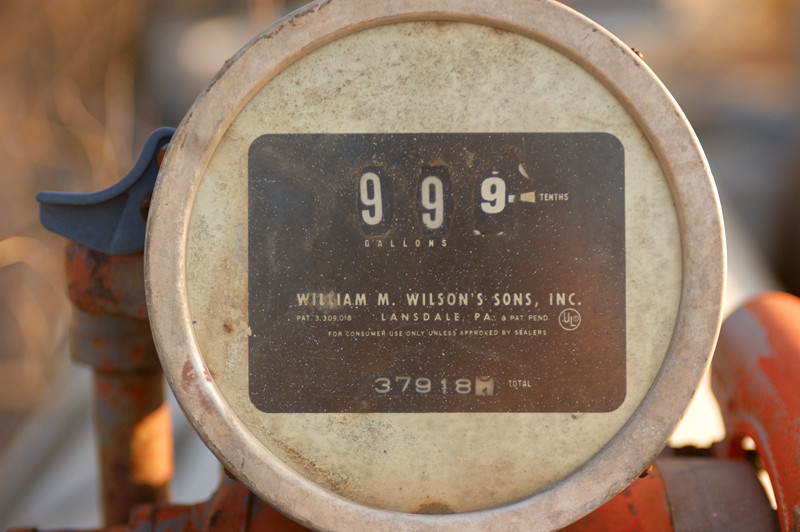 9 9 9 TENTHS
GALLONS
WILLIAM M. WILSON'S SONS, INC.
PAT. 3,309,018 LANSDALE, PA. & PAT. PEND. UL
FOR CONSUMER USE ONLY UNLESS APPROVED BY SEALERS
37918 TOTAL